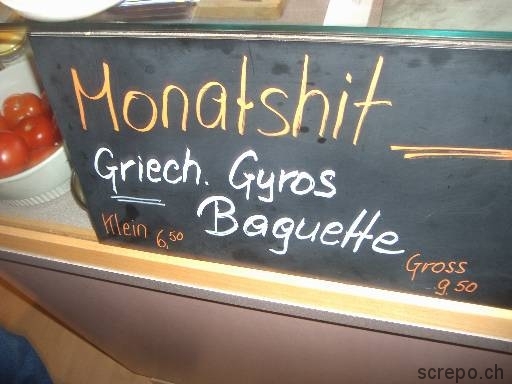 Monatshit
Griech. Gyros
Baguette
Klein 6,50
Gross
9,50
screpo.ch